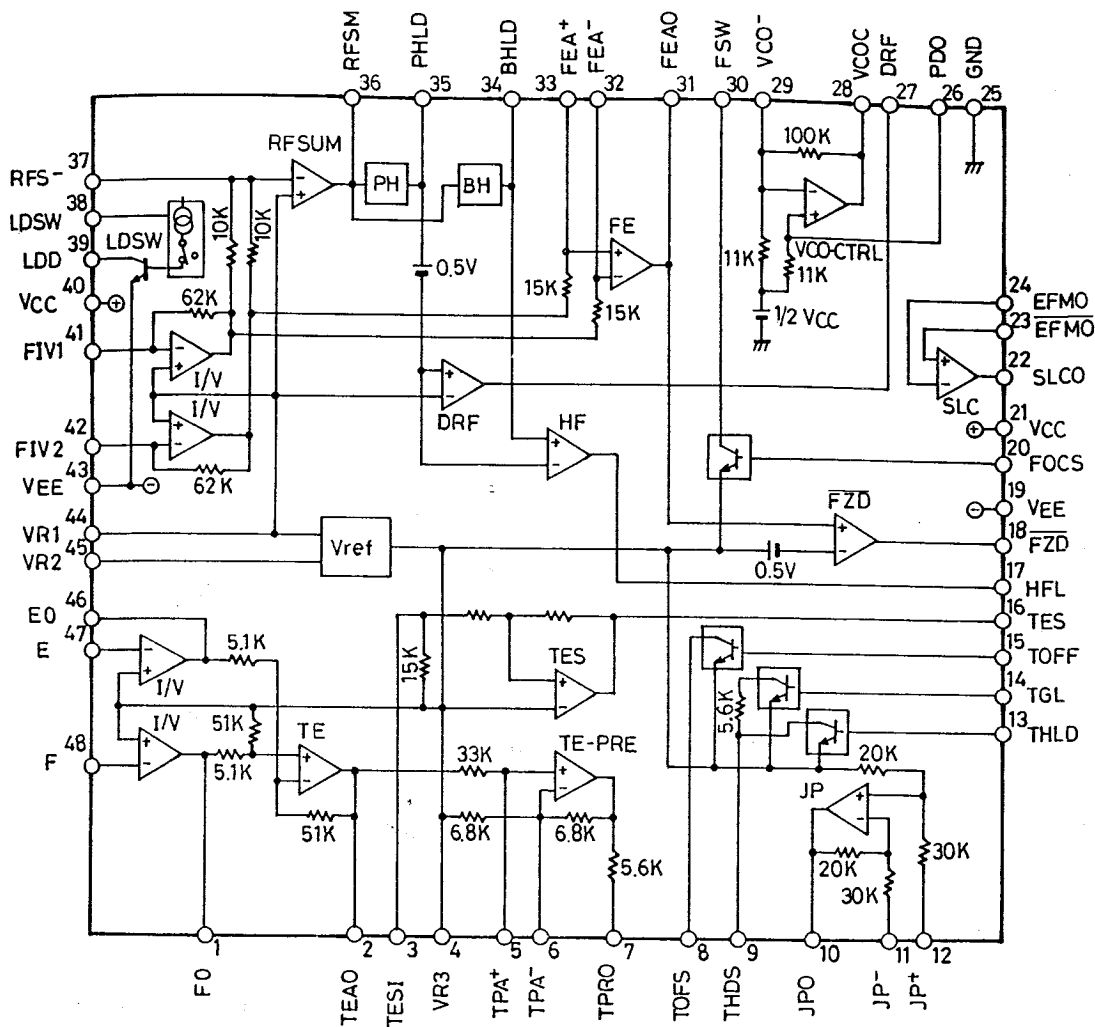 RFSM
PHLD
BHLD
FEA+
FEA-
FEAO
FSW
VCO-
VCOC
DRF
PDO
GND
36
35
34
33
32
31
30
29
28
27
26
25
37
RFS-
38
LDSW
39
LDD
40
VCC
41
FIV1
42
FIV2
43
VEE
44
VR1
45
VR2
46
EO
47
E
48
F
RFSUM
PH
BH
LDSW
10K
10K
62K
I/V
I/V
62K
0.5V
15K
15K
FE
DRF
HF
100K
VCO-CTRL
11K
11K
1/2 VCC
SLC
FZD
0.5V
Vref
5.1K
I/V
I/V
51K
5.1K
TE
51K
15K
TES
33K
TE-PRE
6.8K
6.8K
5.6K
5.6K
20K
JP
20K
30K
30K
24
EFMO
23
EFMO
22
SLCO
21
VCC
20
FOCS
19
VEE
18
FZD
17
HFL
16
TES
15
TOFF
14
TGL
13
THLD
1
2
3
4
5
6
7
8
9
10
11
12
FO
TEAO
TESI
VR3
TPA+
TPA-
TPRO
TOFS
THDS
JPO
JP-
JP+